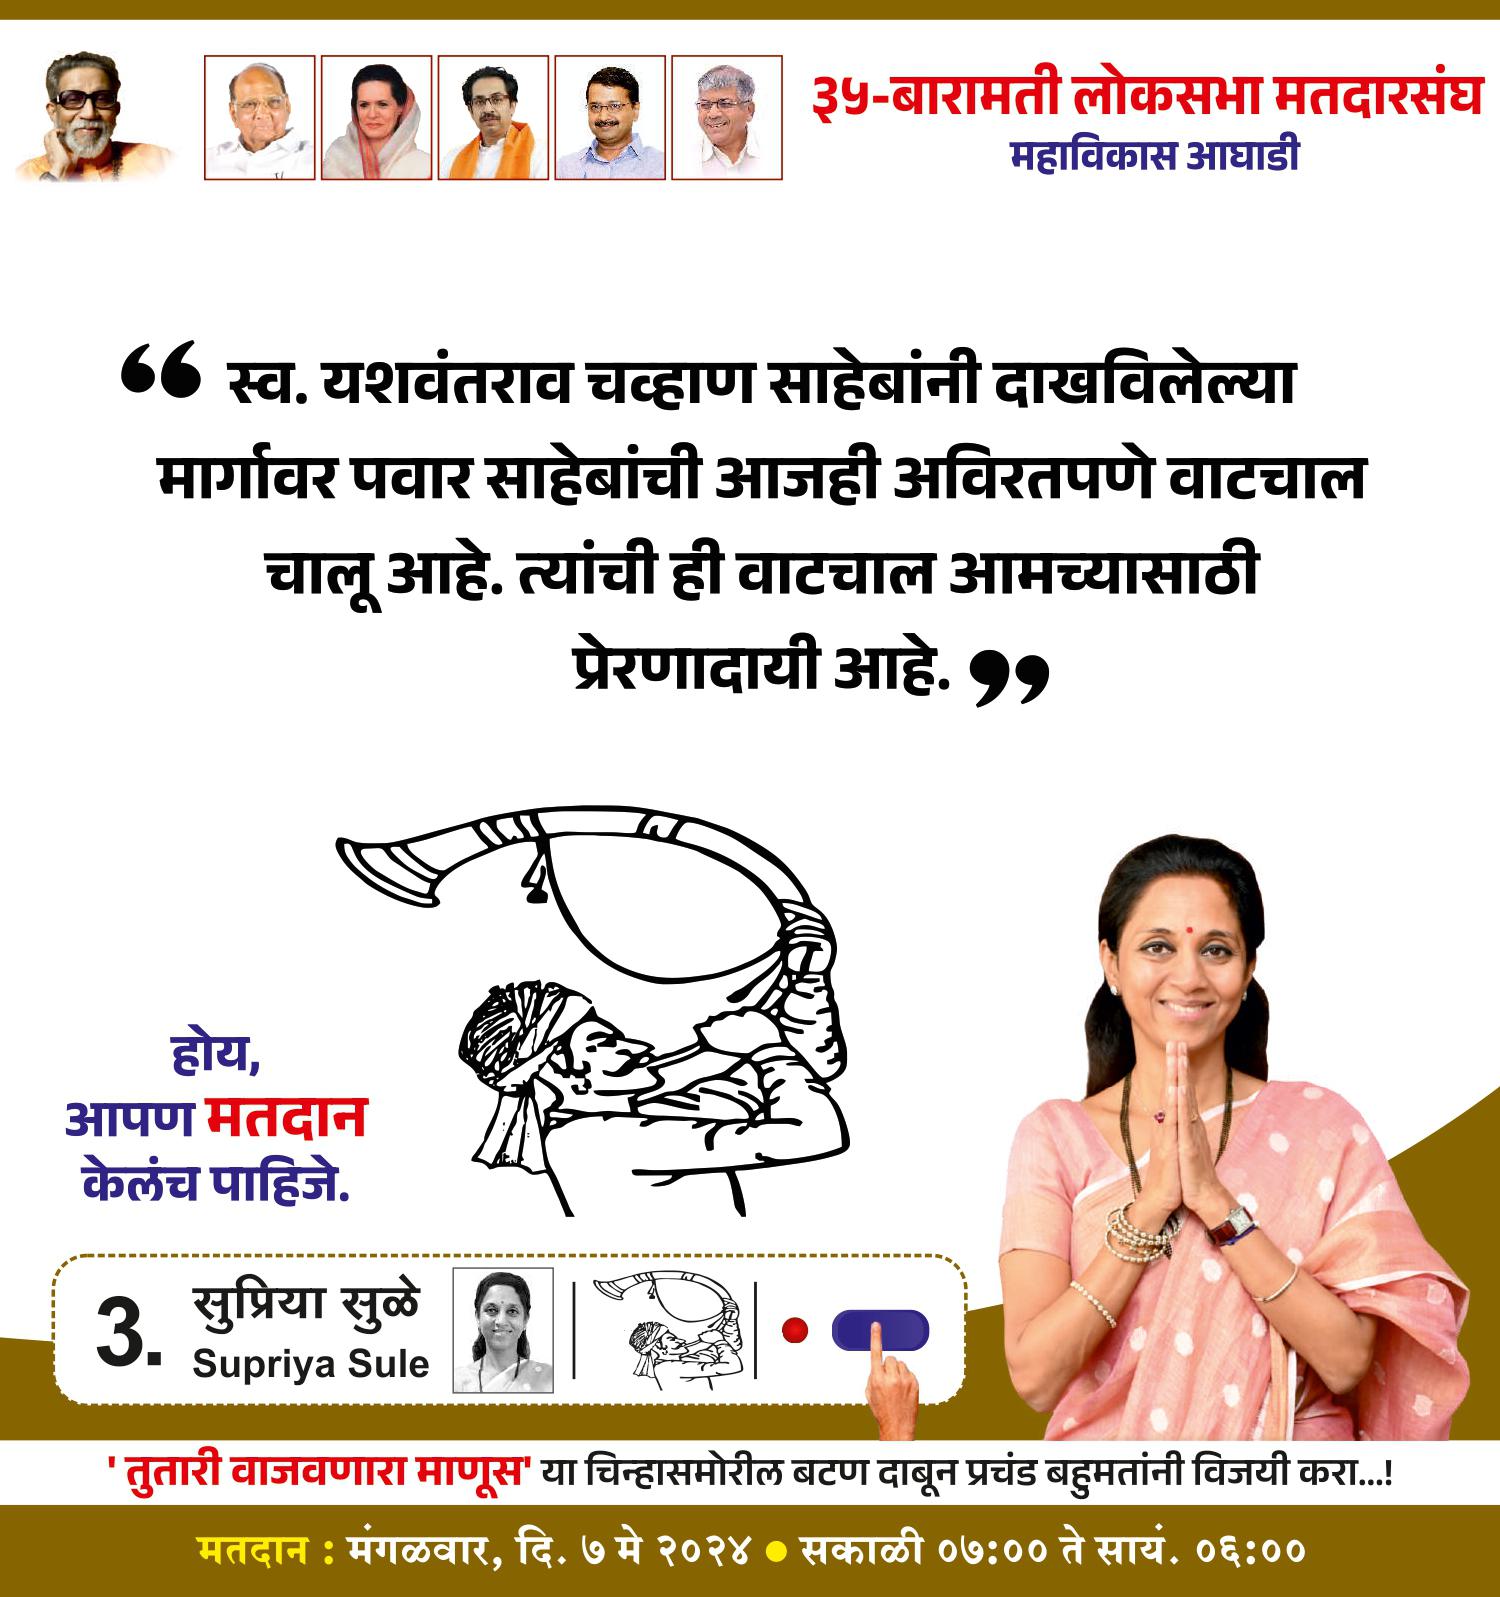 ३५-बारामती लोकसभा मतदारसंघ
महाविकास आघाडी
“ स्व. यशवंतराव चव्हाण साहेबांनी दाखविलेल्या
मार्गावर पवार साहेबांची आजही अविरतपणे वाटचाल
चालू आहे. त्यांची ही वाटचाल आमच्यासाठी
प्रेरणादायी आहे. ”
होय,
आपण मतदान
केलंच पाहिजे.
3. सुप्रिया सुळे
Supriya Sule
' तुतारी वाजवणारा माणूस' या चिन्हासमोरील बटण दाबून प्रचंड बहुमतांनी विजयी करा...!
मतदान : मंगळवार, दि. ७ मे २०२४ ● सकाळी ०७:०० ते सायं. ०६:००